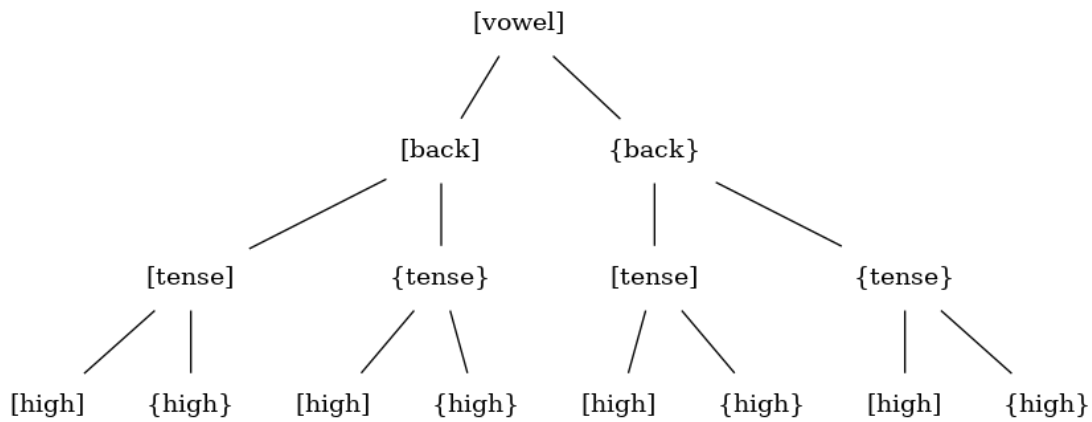 [vowel]
[back] {back}
[tense] {tense} [tense] {tense}
[high] {high} [high] {high} [high] {high} [high] {high}